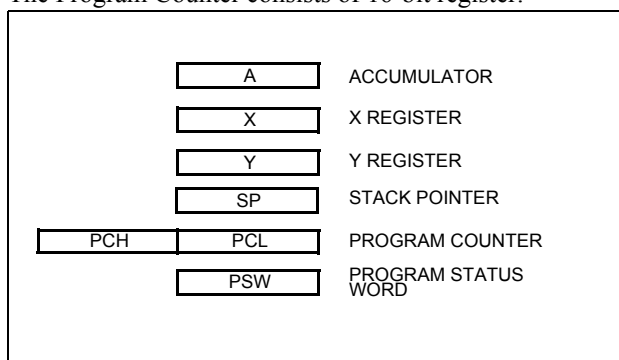 The Program Counter consists of 16-bit register.
A ACCUMULATOR
X X REGISTER
Y Y REGISTER
SP STACK POINTER
PCH PCL PROGRAM COUNTER
PSW PROGRAM STATUS
WORD